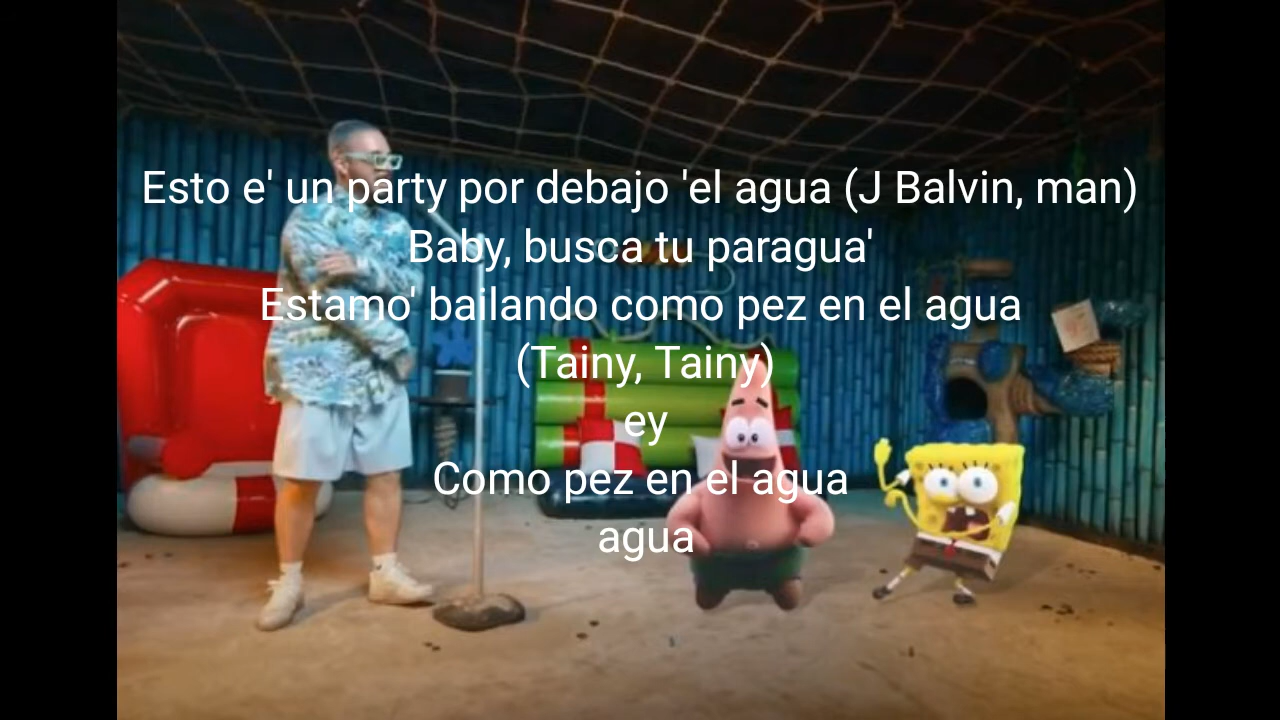 Esto e' un party por debajo 'el agua (J Balvin, man)
Baby, busca tu paragua'
Estamo' bailando como pez en el agua
(Tainy, Tainy)
ey
Como pez en el agua
agua